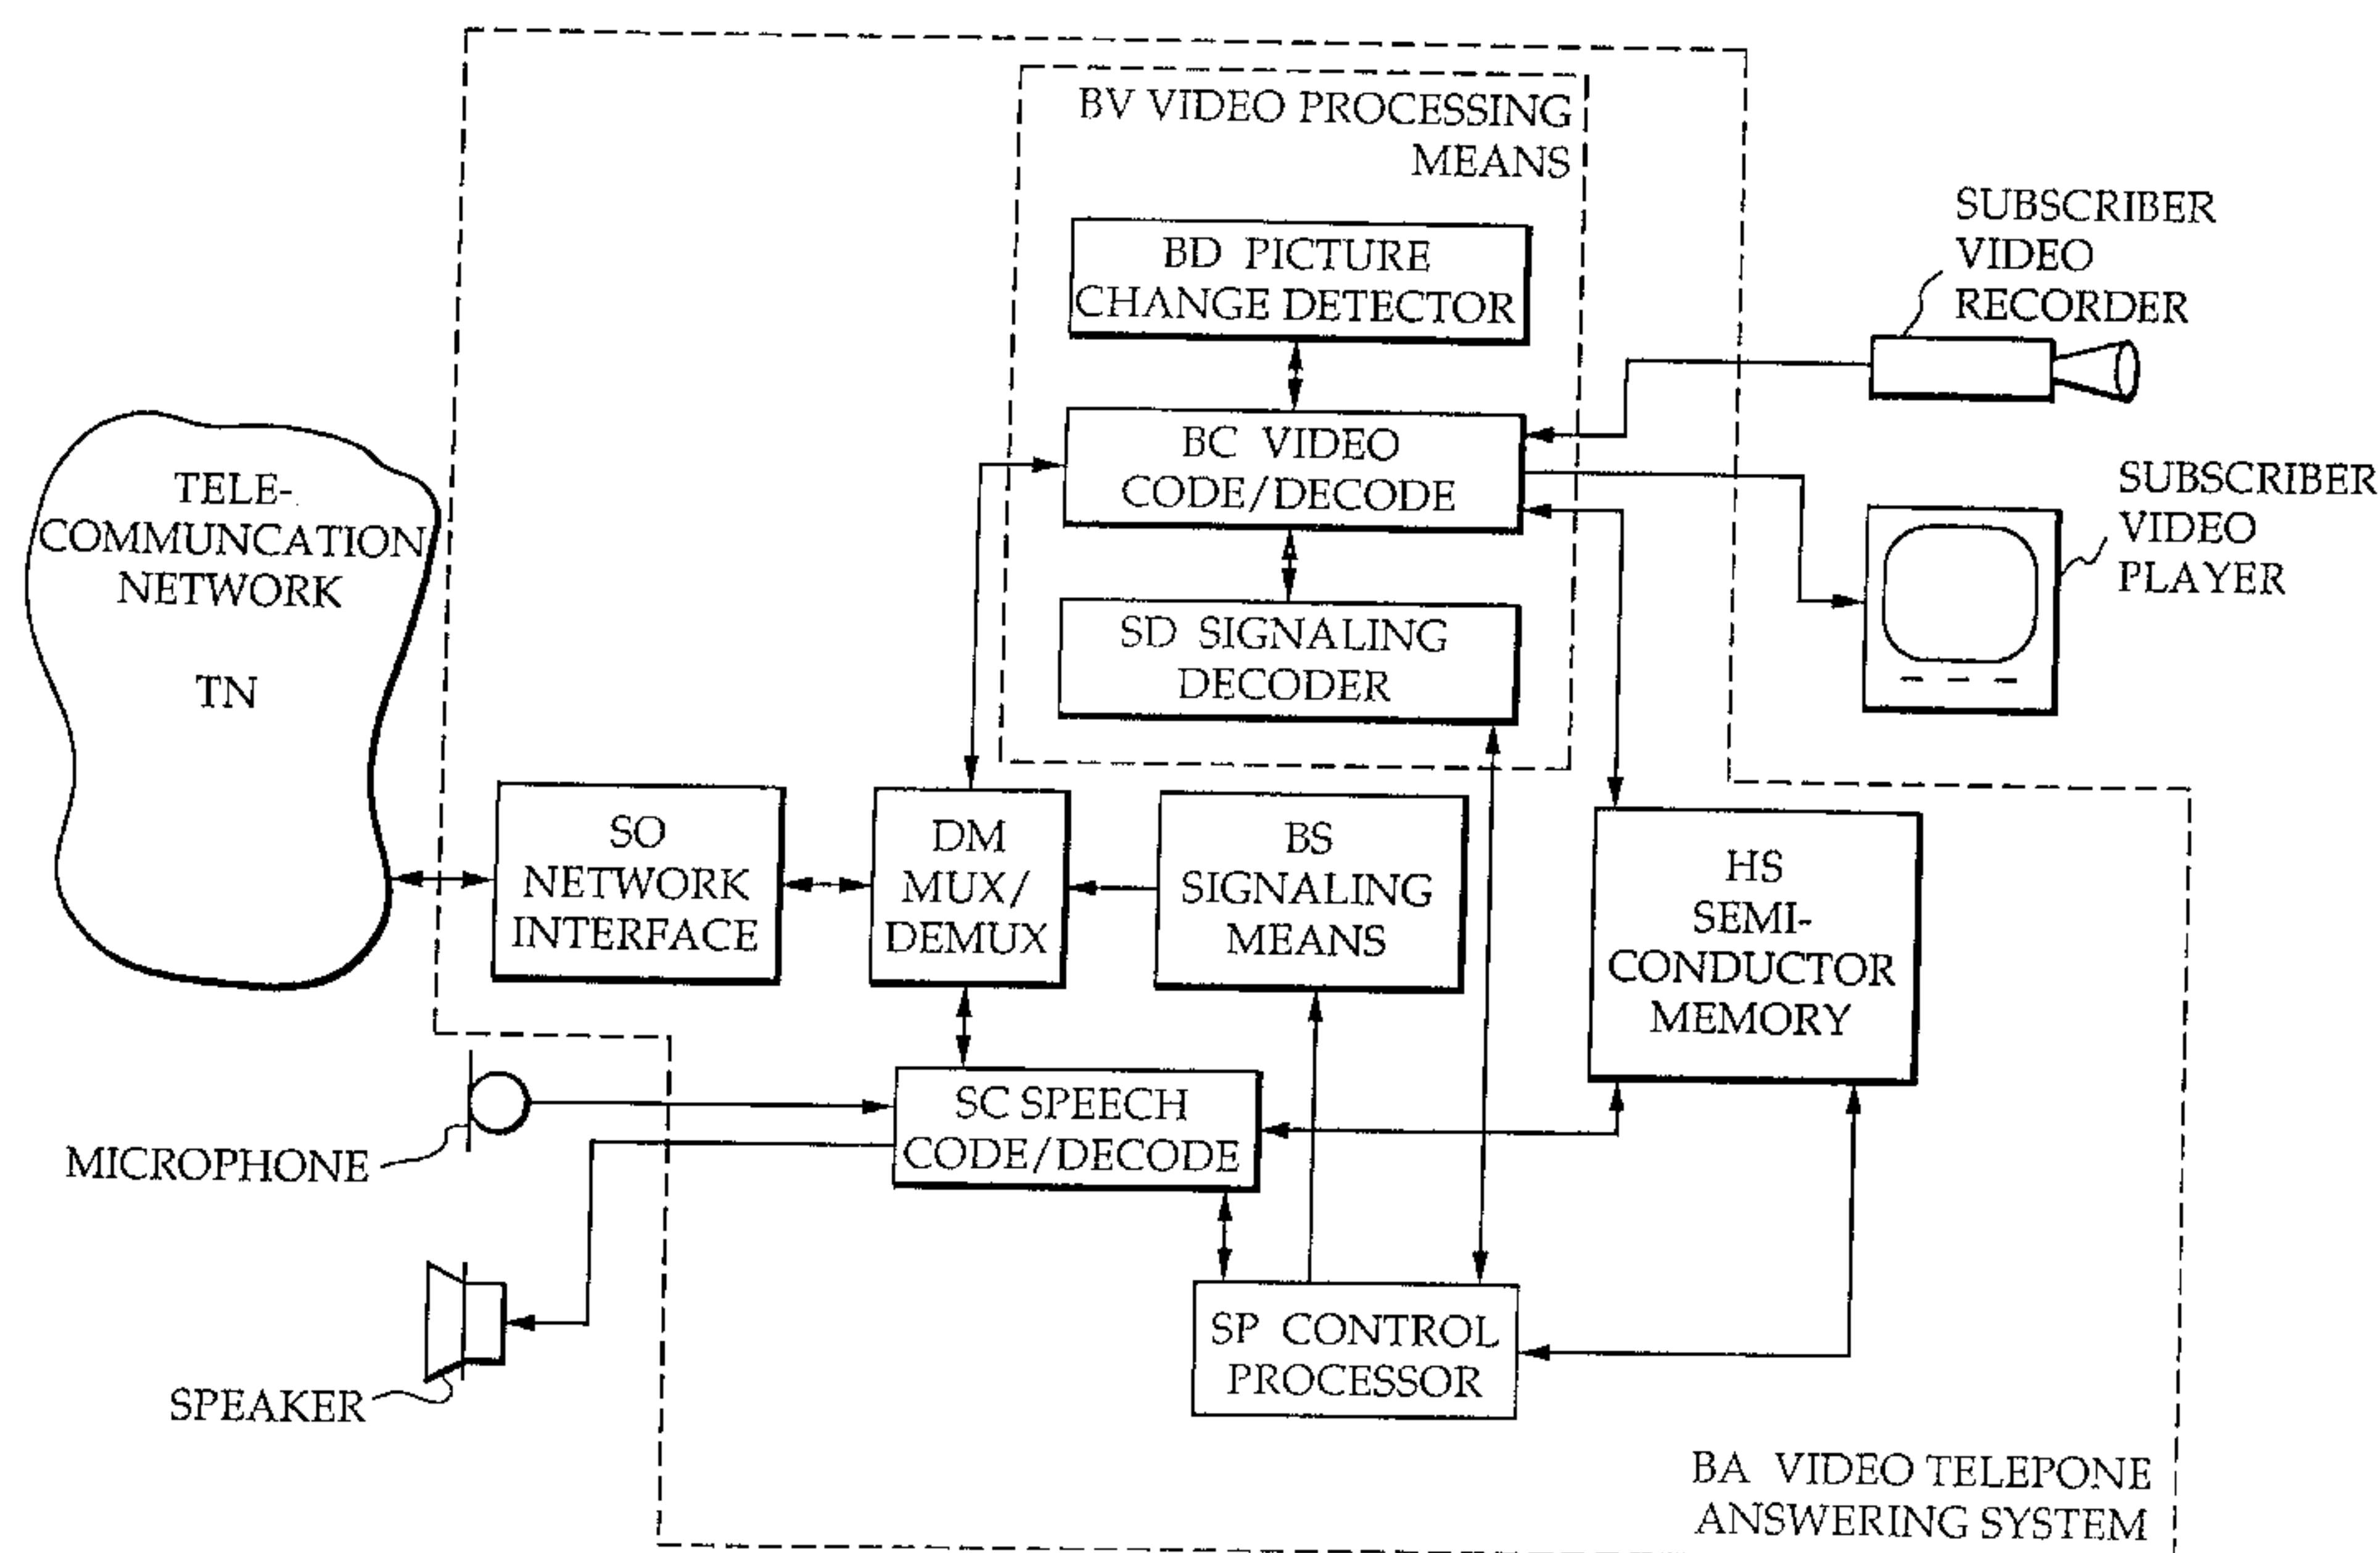 BV VIDEO PROCESSING
MEANS
BD PICTURE
CHANGE DETECTOR
SUBSCRIBER
VIDEO
RECORDER
BC VIDEO
CODE/DECODE
SUBSCRIBER
VIDEO
PLAYER
TELE-
COMMUNCATION
NETWORK
TN
SD SIGNALING
DECODER
SO
NETWORK
INTERFACE
DM
MUX/
DEMUX
BS
SIGNALING
MEANS
HS
SEMI-
CONDUCTOR
MEMORY
MICROPHONE
SC SPEECH
CODE/DECODE
SPEAKER
SP CONTROL
PROCESSOR
BA VIDEO TELEPONE
ANSWERING SYSTEM